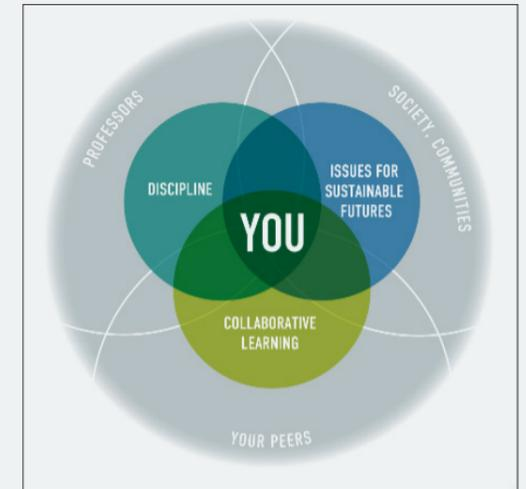 PROFESSORS
SOCIETY, COMMUNITIES
DISCIPLINE
ISSUES FOR
SUSTAINABLE
FUTURES
YOU
COLLABORATIVE
LEARNING
YOUR PEERS